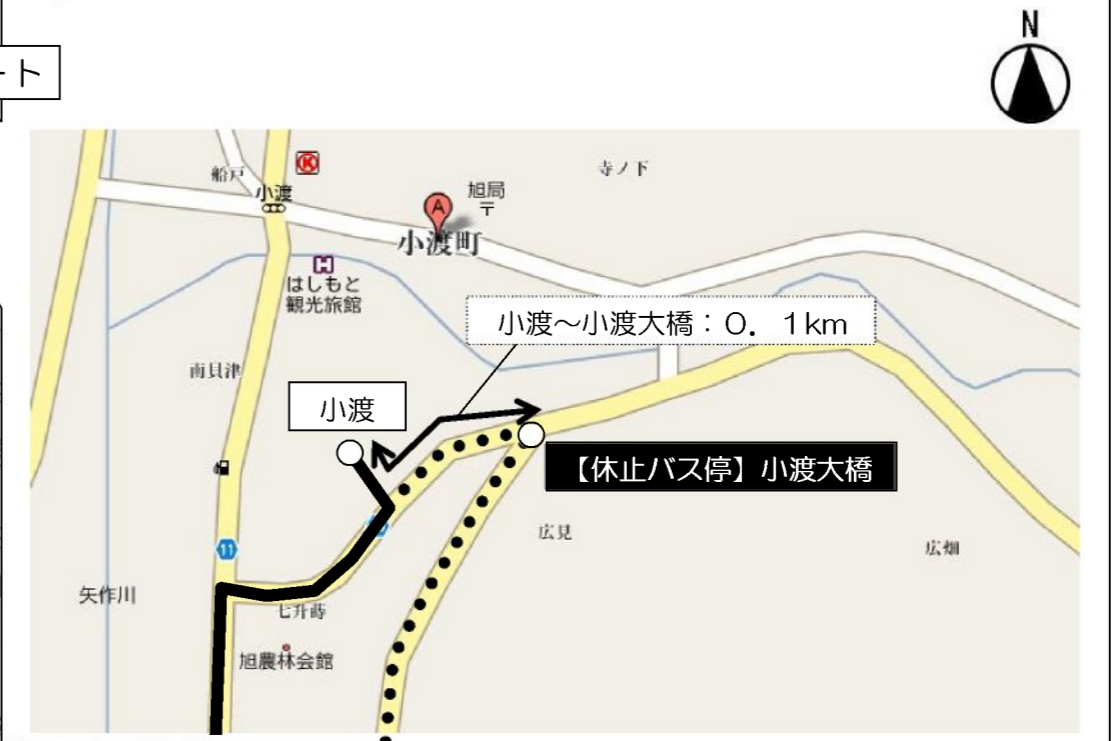 N
ート
船戸
小渡
K
寺ノ下
旭局
〒
A
小渡町
H
はしもと
観光旅館
小渡～小渡大橋：０．１km
南貝津
小渡
【休止バス停】小渡大橋
広見
広畑
11
矢作川
七升蒔
旭農林会館